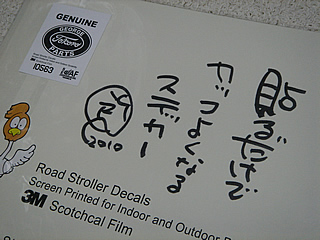 GENUINE
GEORGE
PARTS
貼るだけで
カッコよくなる
ステッカー
2010
Road Stroller Decals
Screen Printed for Indoor and Outdoor
3M Scotchcal Film